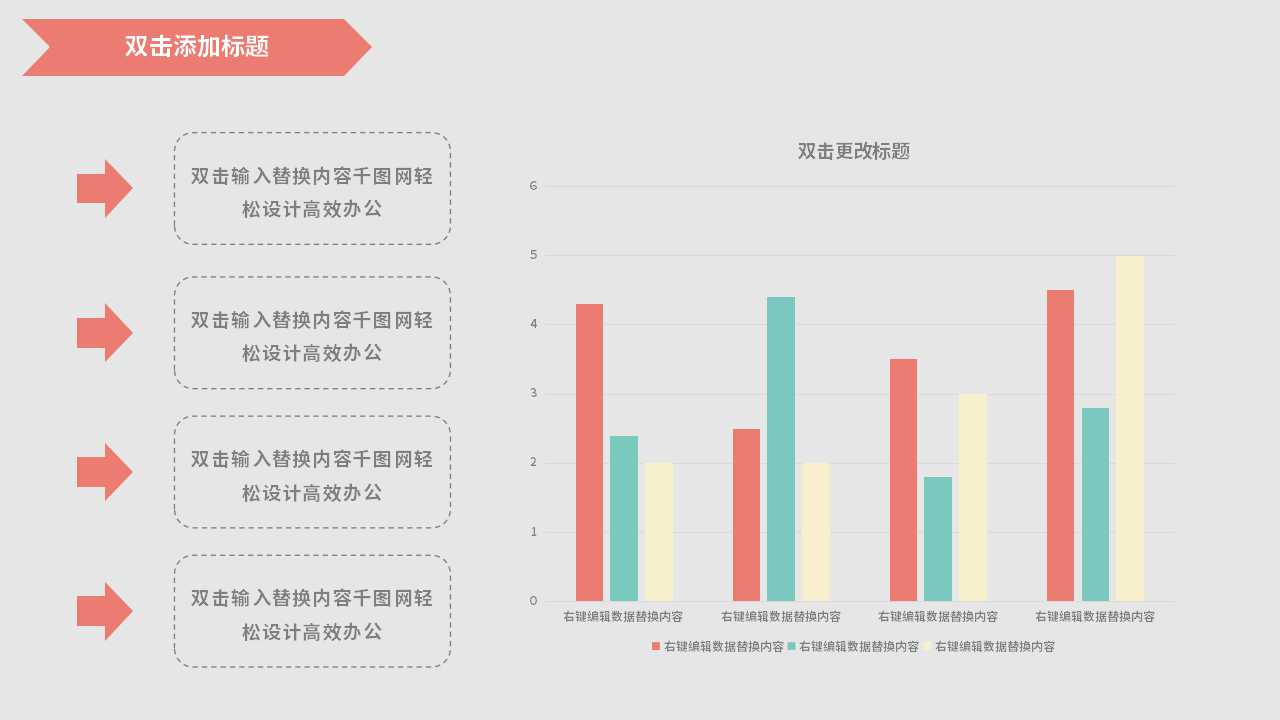 双击添加标题
双击输入替换内容千图网轻
松设计高效办公
双击输入替换内容千图网轻
松设计高效办公
双击输入替换内容千图网轻
松设计高效办公
双击输入替换内容千图网轻
松设计高效办公
双击更改标题
6
5
4
3
2
1
0
右键编辑数据替换内容 右键编辑数据替换内容 右键编辑数据替换内容 右键编辑数据替换内容
右键编辑数据替换内容 右键编辑数据替换内容 右键编辑数据替换内容